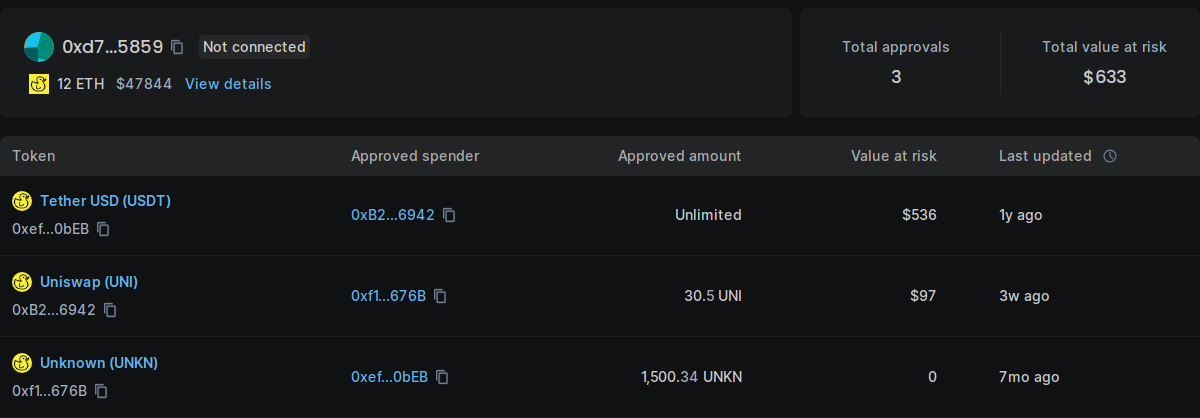 0xd7...5859 Not connected
12 ETH $47844 View details
Total approvals Total value at risk
3 $633
Token Approved spender Approved amount Value at risk Last updated
Tether USD (USDT)
0xef...0bEB 0xB2...6942 Unlimited $536 1y ago
Uniswap (UNI)
0xB2...6942 0xf1...676B 30.5 UNI $97 3w ago
Unknown (UNKN)
0xf1...676B 0xef...0bEB 1,500.34 UNKN 0 7mo ago